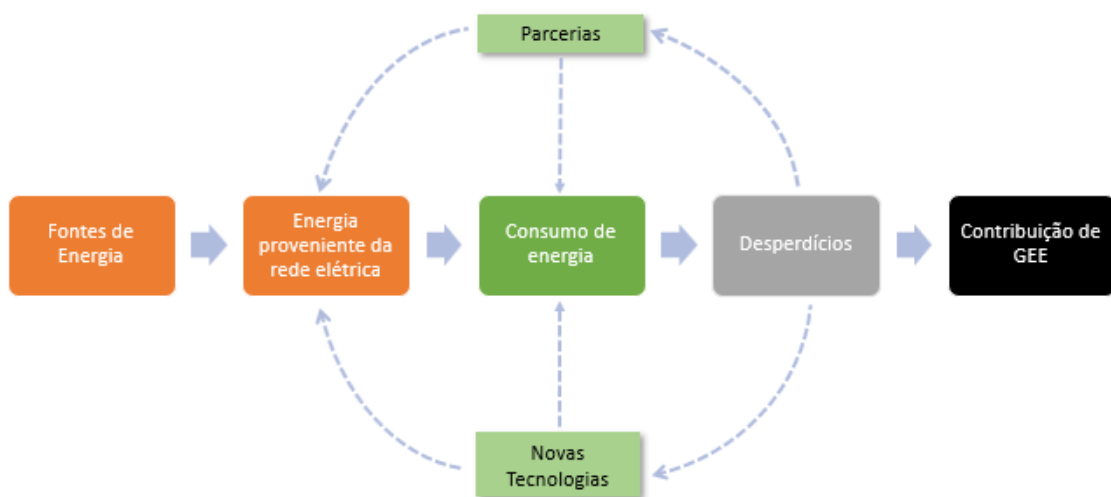 Parcerias
Fontes de
Energia
Energia
proveniente da
rede elétrica
Consumo de
energia
Desperdícios
Contribuição de
GEE
Novas
Tecnologias